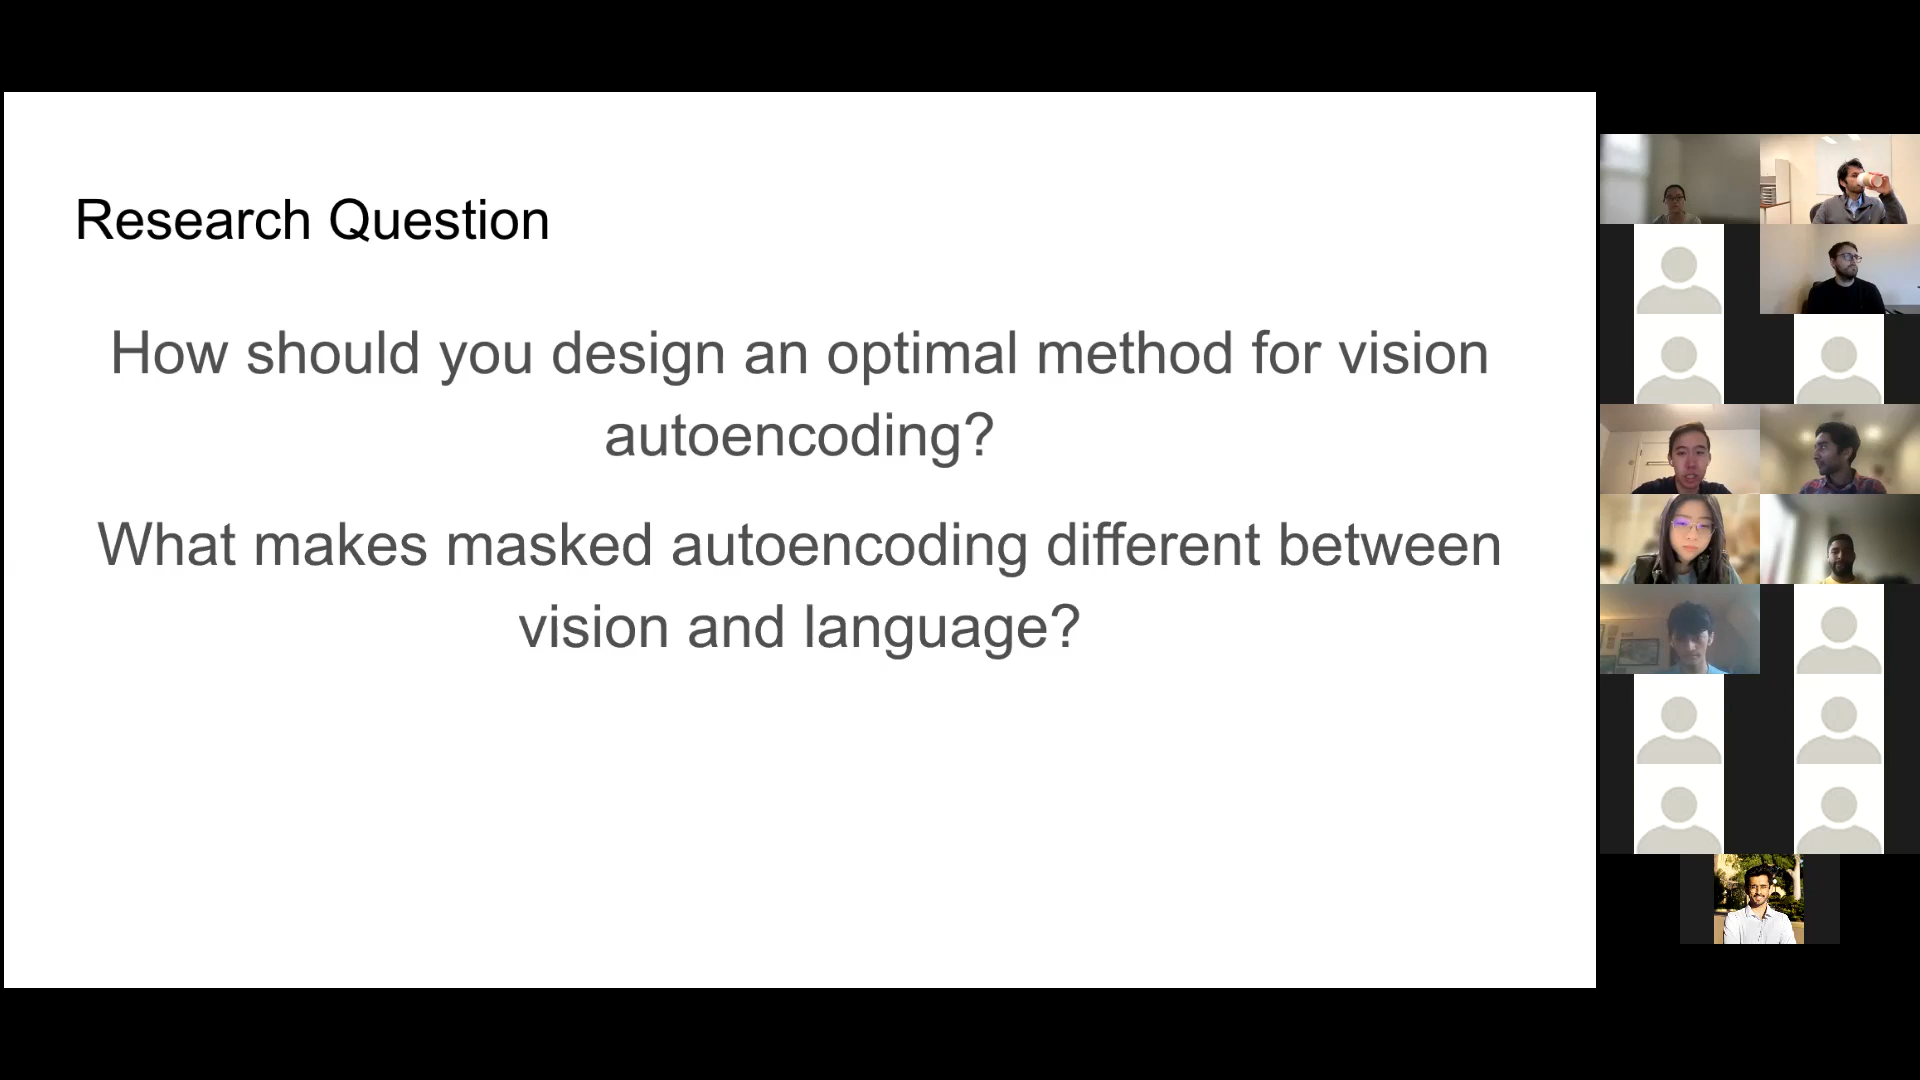 Research Question
How should you design an optimal method for vision
autoencoding?
What makes masked autoencoding different between
vision and language?